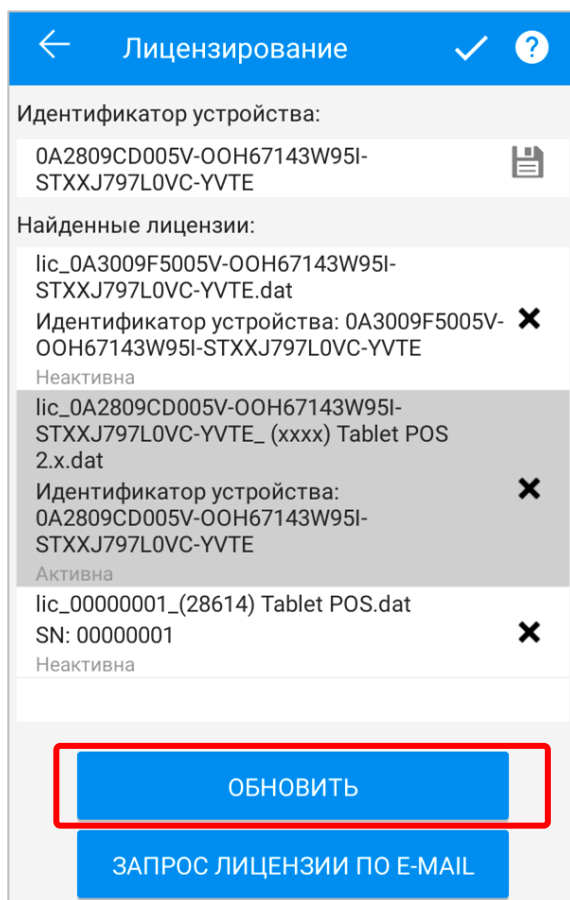 Лицензирование
?
Идентификатор устройства:
0A2809CD005V-OOH67143W95I-
STXXJ797L0VC-YVTE
Найденные лицензии:
lic_0A3009F5005V-OOH67143W95I-
STXXJ797L0VC-YVTE.dat
Идентификатор устройства: 0A3009F5005V-
OOH67143W95I-STXXJ797L0VC-YVTE
Неактивна
lic_0A2809CD005V-OOH67143W95I-
STXXJ797L0VC-YVTE_ (xxxx) Tablet POS
2.x.dat
Идентификатор устройства:
0A2809CD005V-OOH67143W95I-
STXXJ797L0VC-YVTE
Активна
lic_00000001_(28614) Tablet POS.dat
SN: 00000001
Неактивна
ОБНОВИТЬ
ЗАПРОС ЛИЦЕНЗИИ ПО E-MAIL